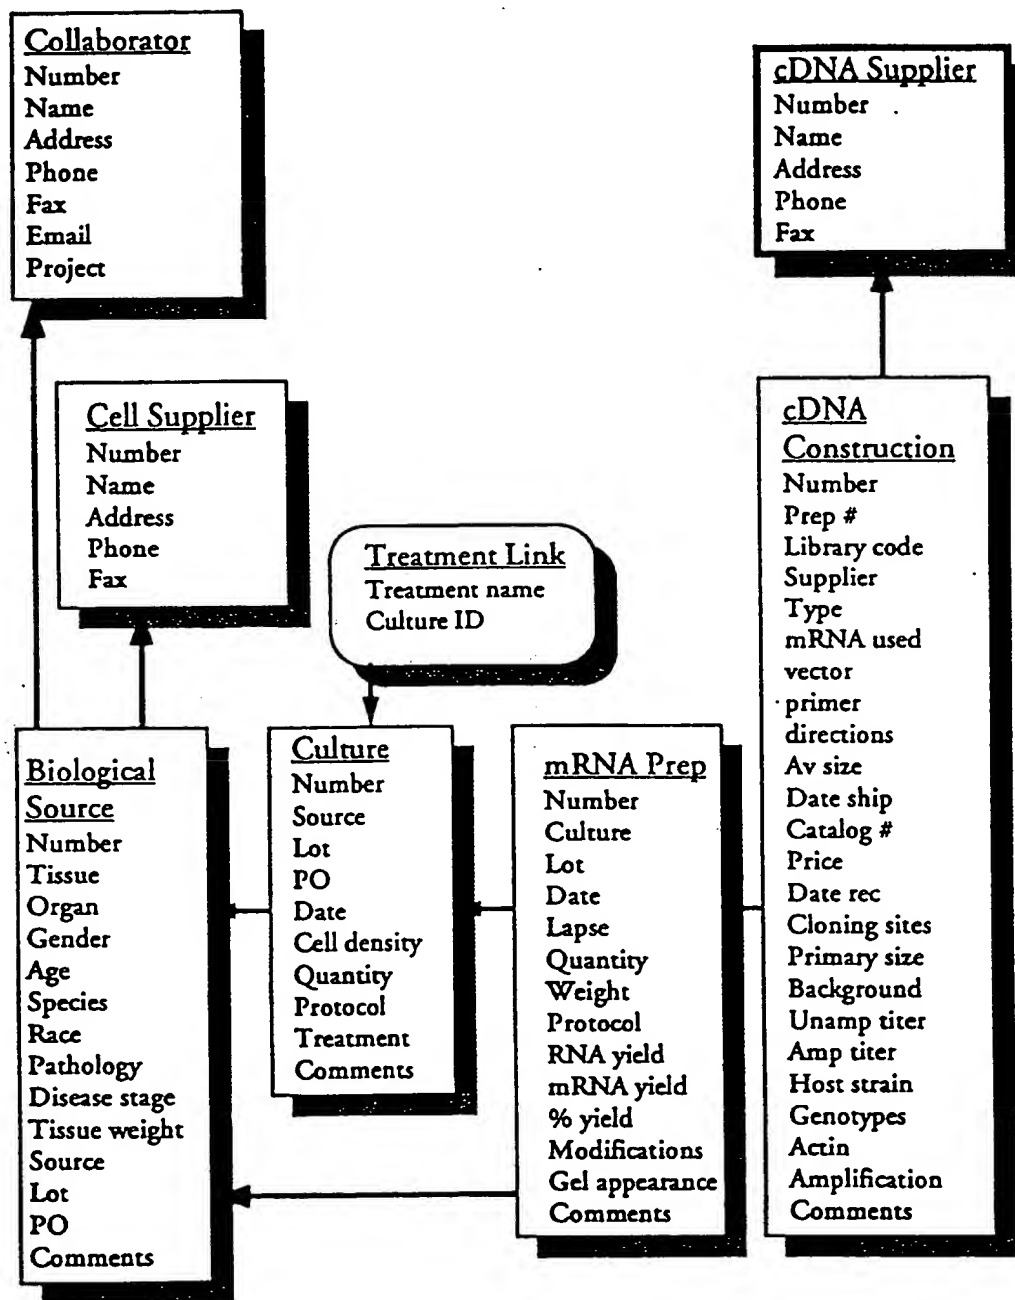 Collaborator
Number
Name
Address
Phone
Fax
Email
Project
cDNA Supplier
Number
Name
Address
Phone
Fax
Cell Supplier
Number
Name
Address
Phone
Fax
Treatment Link
Treatment name
Culture ID
Biological
Source
Number
Tissue
Organ
Gender
Age
Species
Race
Pathology
Disease stage
Tissue weight
Source
Lot
PO
Comments
Culture
Number
Source
Lot
PO
Date
Cell density
Quantity
Protocol
Treatment
Comments
mRNA Prep
Number
Culture
Lot
Date
Lapse
Quantity
Weight
Protocol
RNA yield
mRNA yield
% yield
Modifications
Gel appearance
Comments
cDNA
Construction
Number
Prep #
Library code
Supplier
Type
mRNA used
vector
primer
directions
Av size
Date ship
Catalog #
Price
Date rec
Cloning sites
Primary size
Background
Unamp titer
Amp titer
Host strain
Genotypes
Actin
Amplification
Comments